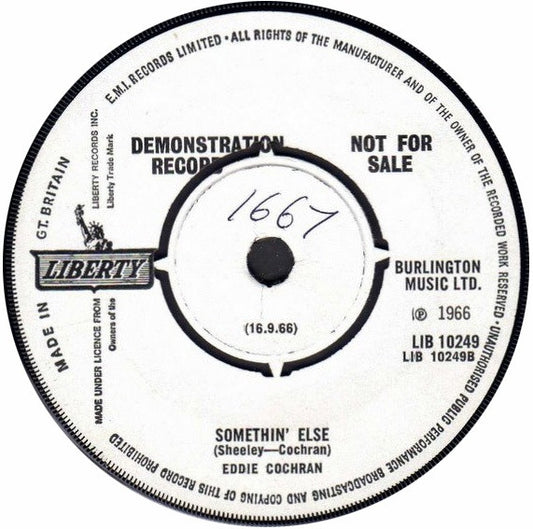 E.M.I. RECORDS LIMITED · ALL RIGHTS OF THE MANUFACTURER AND OF THE OWNER OF THE RECORDED WORK RESERVED · UNAUTHORISED PUBLIC PERFORMANCE BROADCASTING AND COPYING OF THIS RECORD PROHIBITED
MADE IN GT. BRITAIN
MADE UNDER LICENCE FROM LIBERTY RECORDS INC.
Owners of the Liberty Trade Mark
LIBERTY
DEMONSTRATION
RECORD
NOT FOR
SALE
1667
(16.9.66)
BURLINGTON
MUSIC LTD.
℗ 1966
LIB 10249
LIB 10249B
SOMETHIN' ELSE
(Sheeley—Cochran)
EDDIE COCHRAN